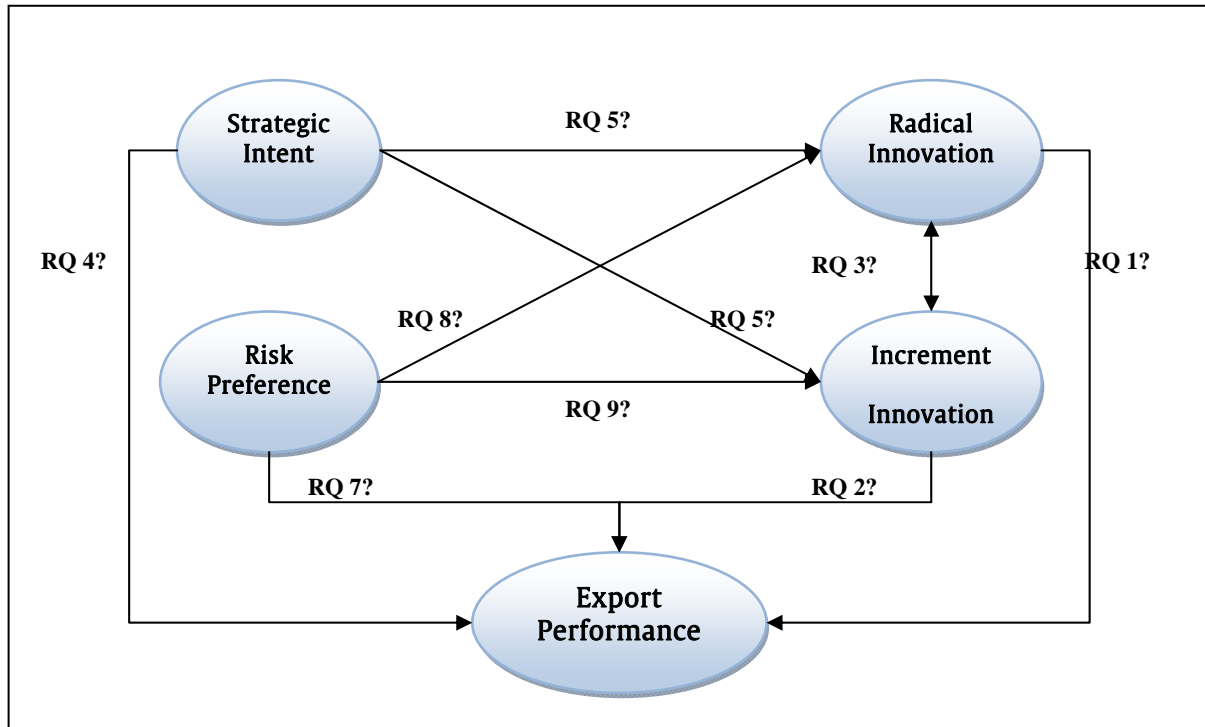 Strategic
Intent
RQ 5?
Radical
Innovation
RQ 4?
RQ 3?
RQ 1?
RQ 8?
RQ 5?
Risk
Preference
Increment
Innovation
RQ 9?
RQ 7?
RQ 2?
Export
Performance